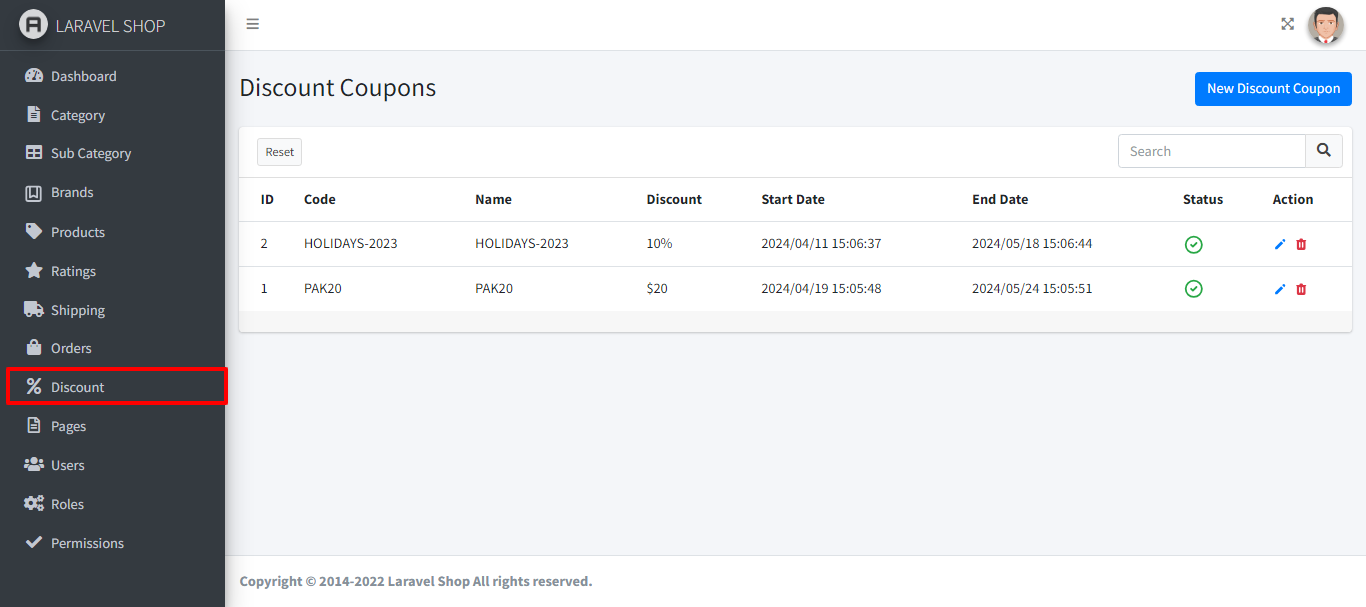 LARAVEL SHOP
Dashboard
Category
Sub Category
Brands
Products
Ratings
Shipping
Orders
Discount
Pages
Users
Roles
Permissions
Discount Coupons
New Discount Coupon
Reset
Search
ID Code Name Discount Start Date End Date Status Action
2 HOLIDAYS-2023 HOLIDAYS-2023 10% 2024/04/11 15:06:37 2024/05/18 15:06:44
1 PAK20 PAK20 $20 2024/04/19 15:05:48 2024/05/24 15:05:51
Copyright © 2014-2022 Laravel Shop All rights reserved.